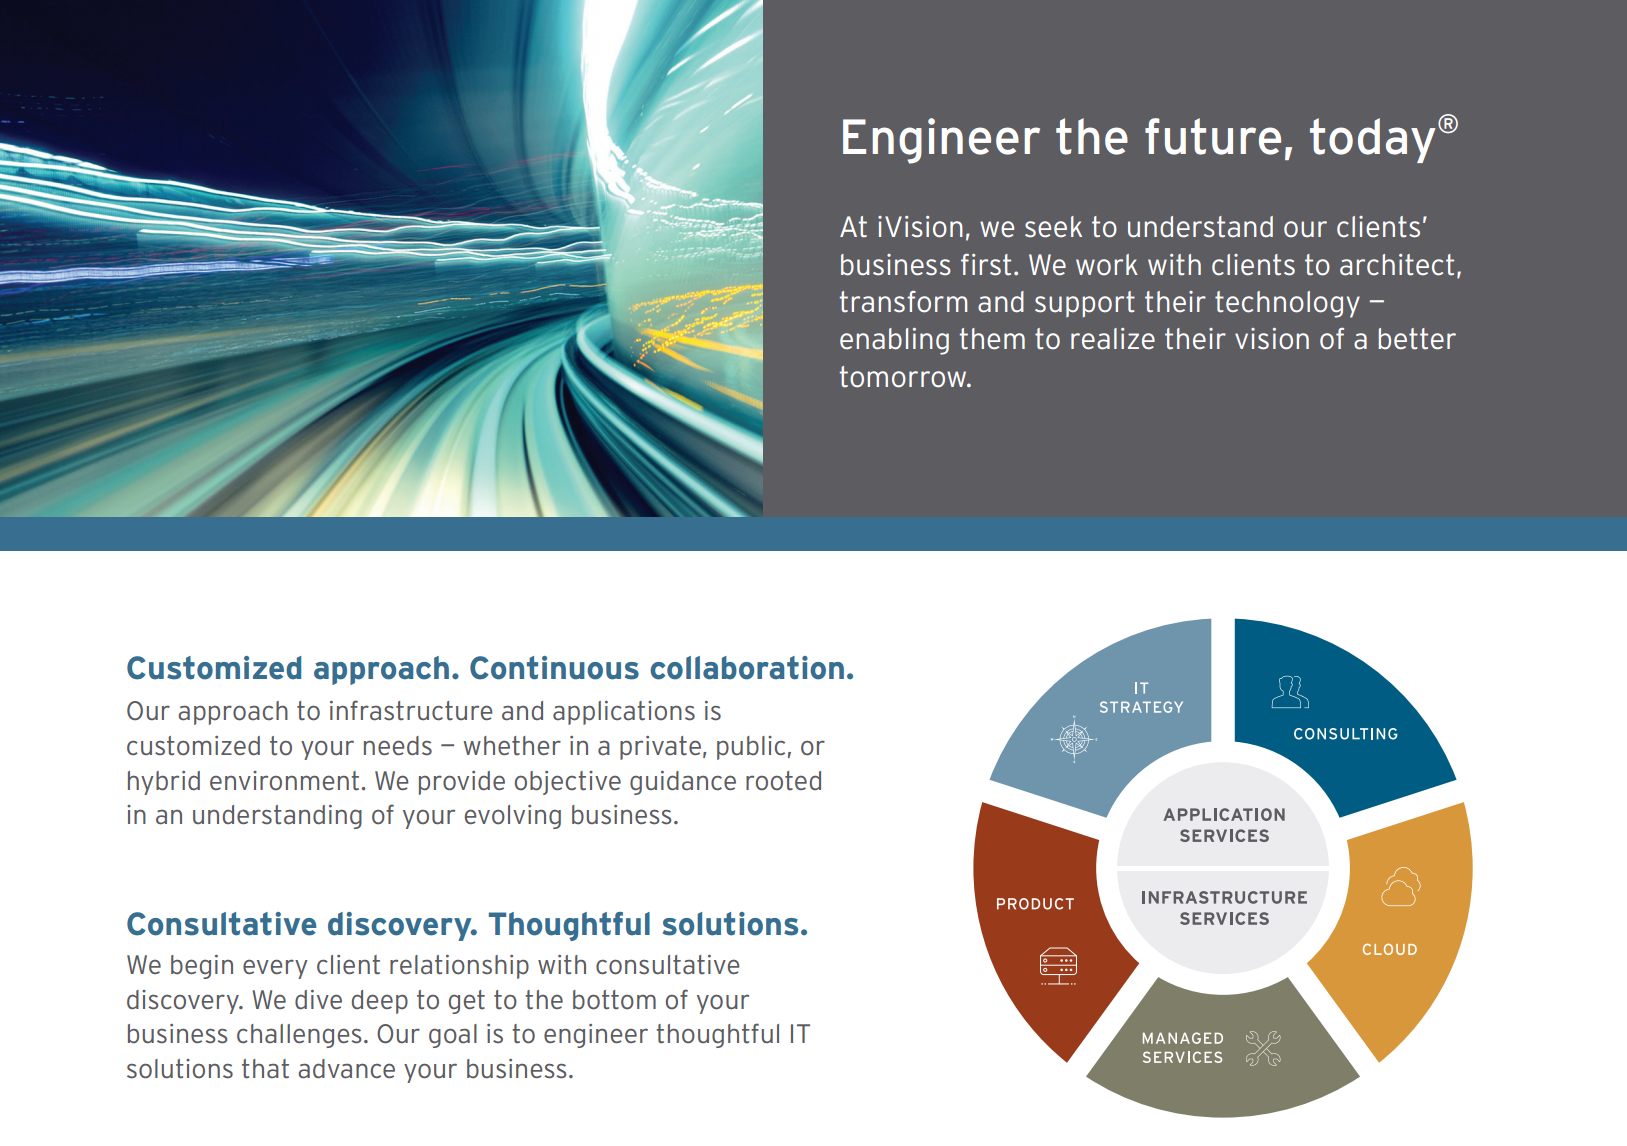 Engineer the future, today®
At iVision, we seek to understand our clients’
business first. We work with clients to architect,
transform and support their technology –
enabling them to realize their vision of a better
tomorrow.
Customized approach. Continuous collaboration.
Our approach to infrastructure and applications is
customized to your needs – whether in a private, public, or
hybrid environment. We provide objective guidance rooted
in an understanding of your evolving business.
Consultative discovery. Thoughtful solutions.
We begin every client relationship with consultative
discovery. We dive deep to get to the bottom of your
business challenges. Our goal is to engineer thoughtful IT
solutions that advance your business.
IT
STRATEGY
CONSULTING
APPLICATION
SERVICES
INFRASTRUCTURE
SERVICES
PRODUCT
CLOUD
MANAGED
SERVICES